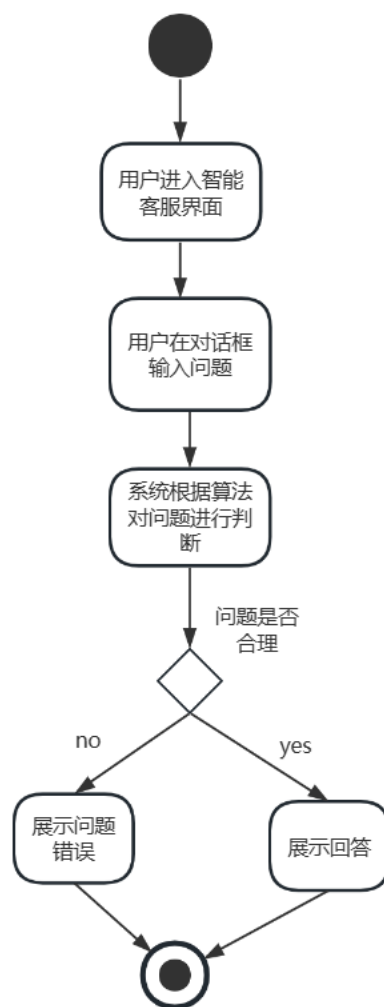 用户进入智能
客服界面
用户在对话框
输入问题
系统根据算法
对问题进行判
断
问题是否
合理
no
yes
展示问题
错误
展示回答